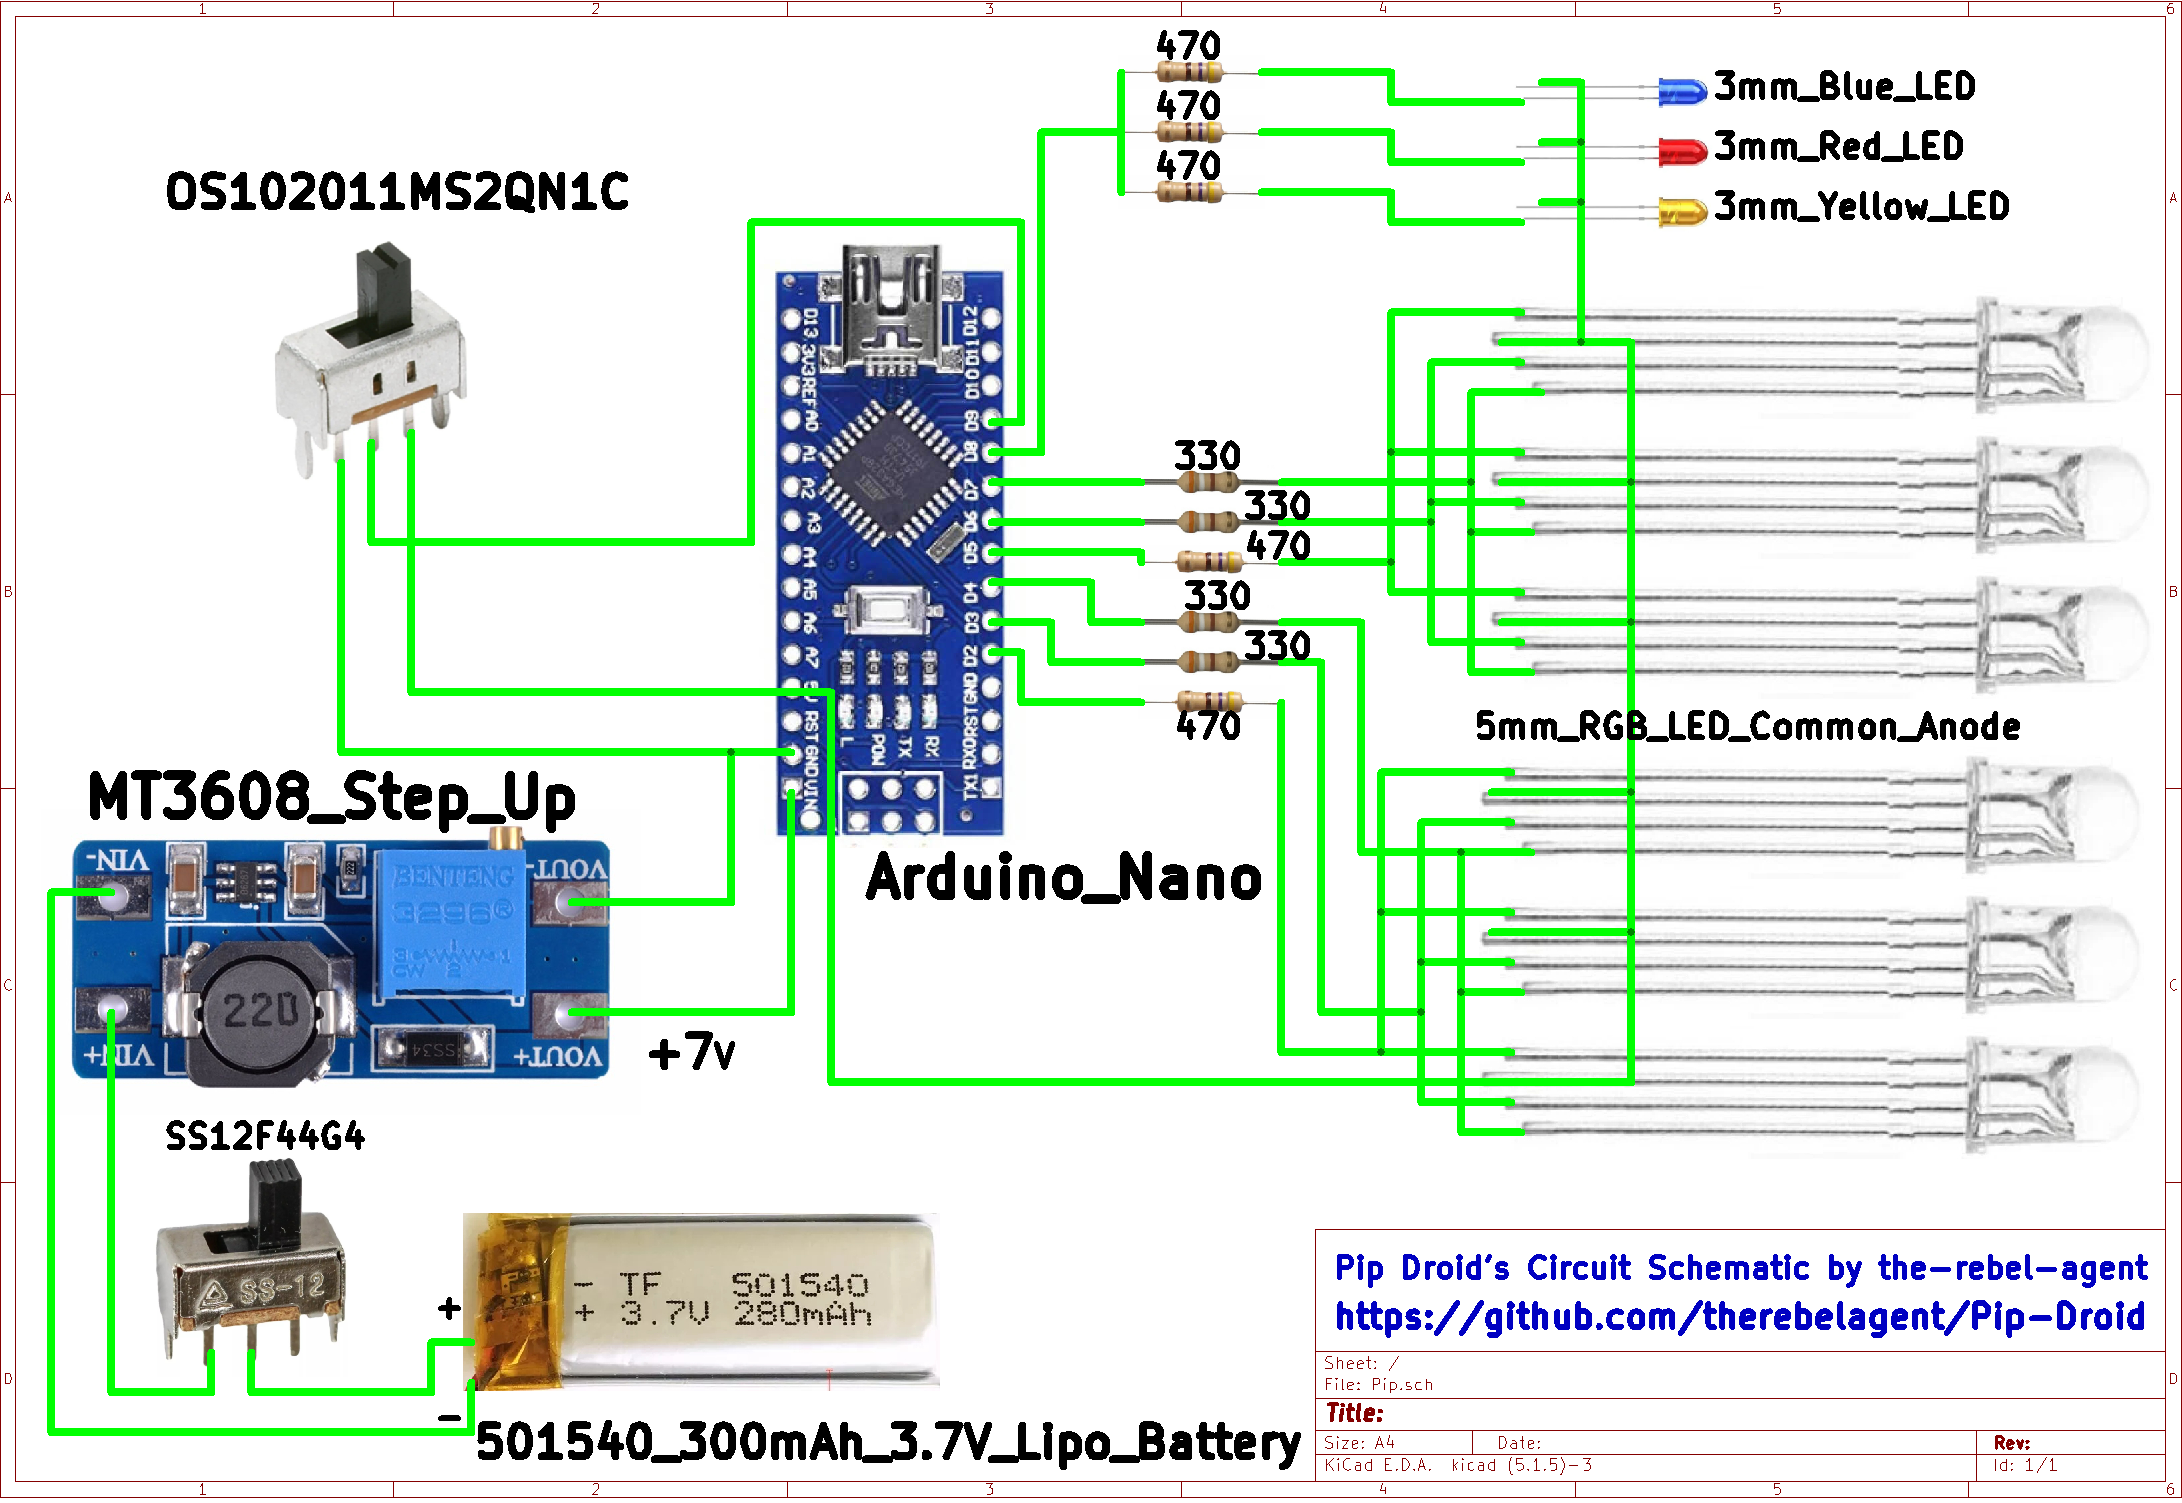 1 2 3 4 5 6
A
B
C
D
470
470
470
3mm_Blue_LED
3mm_Red_LED
3mm_Yellow_LED
OS102011MS2QN1C
D13
3V3
REF
A0
A1
A2
A3
A4
A5
A6
A7
5V
RST
GND
VIN
D12
D11
D10
D9
D8
D7
D6
D5
D4
D3
D2
GND
RST
RX0
TX1
L
POW
TX
RX
330
330
470
330
330
470
5mm_RGB_LED_Common_Anode
Arduino_Nano
MT3608_Step_Up
VIN-
VOUT-
BENTENG
3296®
3 1
CW 2
220
SS34
VIN+
VOUT+
+7v
SS12F44G4
SS-12
+
-
- TF 501540
+ 3.7V 280mAh
501540_300mAh_3.7V_Lipo_Battery
Pip Droid's Circuit Schematic by the-rebel-agent
https://github.com/therebelagent/Pip-Droid
Sheet: /
File: Pip.sch
Title:
Size: A4 Date: Rev:
KiCad E.D.A. kicad (5.1.5)-3 Id: 1/1
A
B
C
D
1 2 3 4 5 6